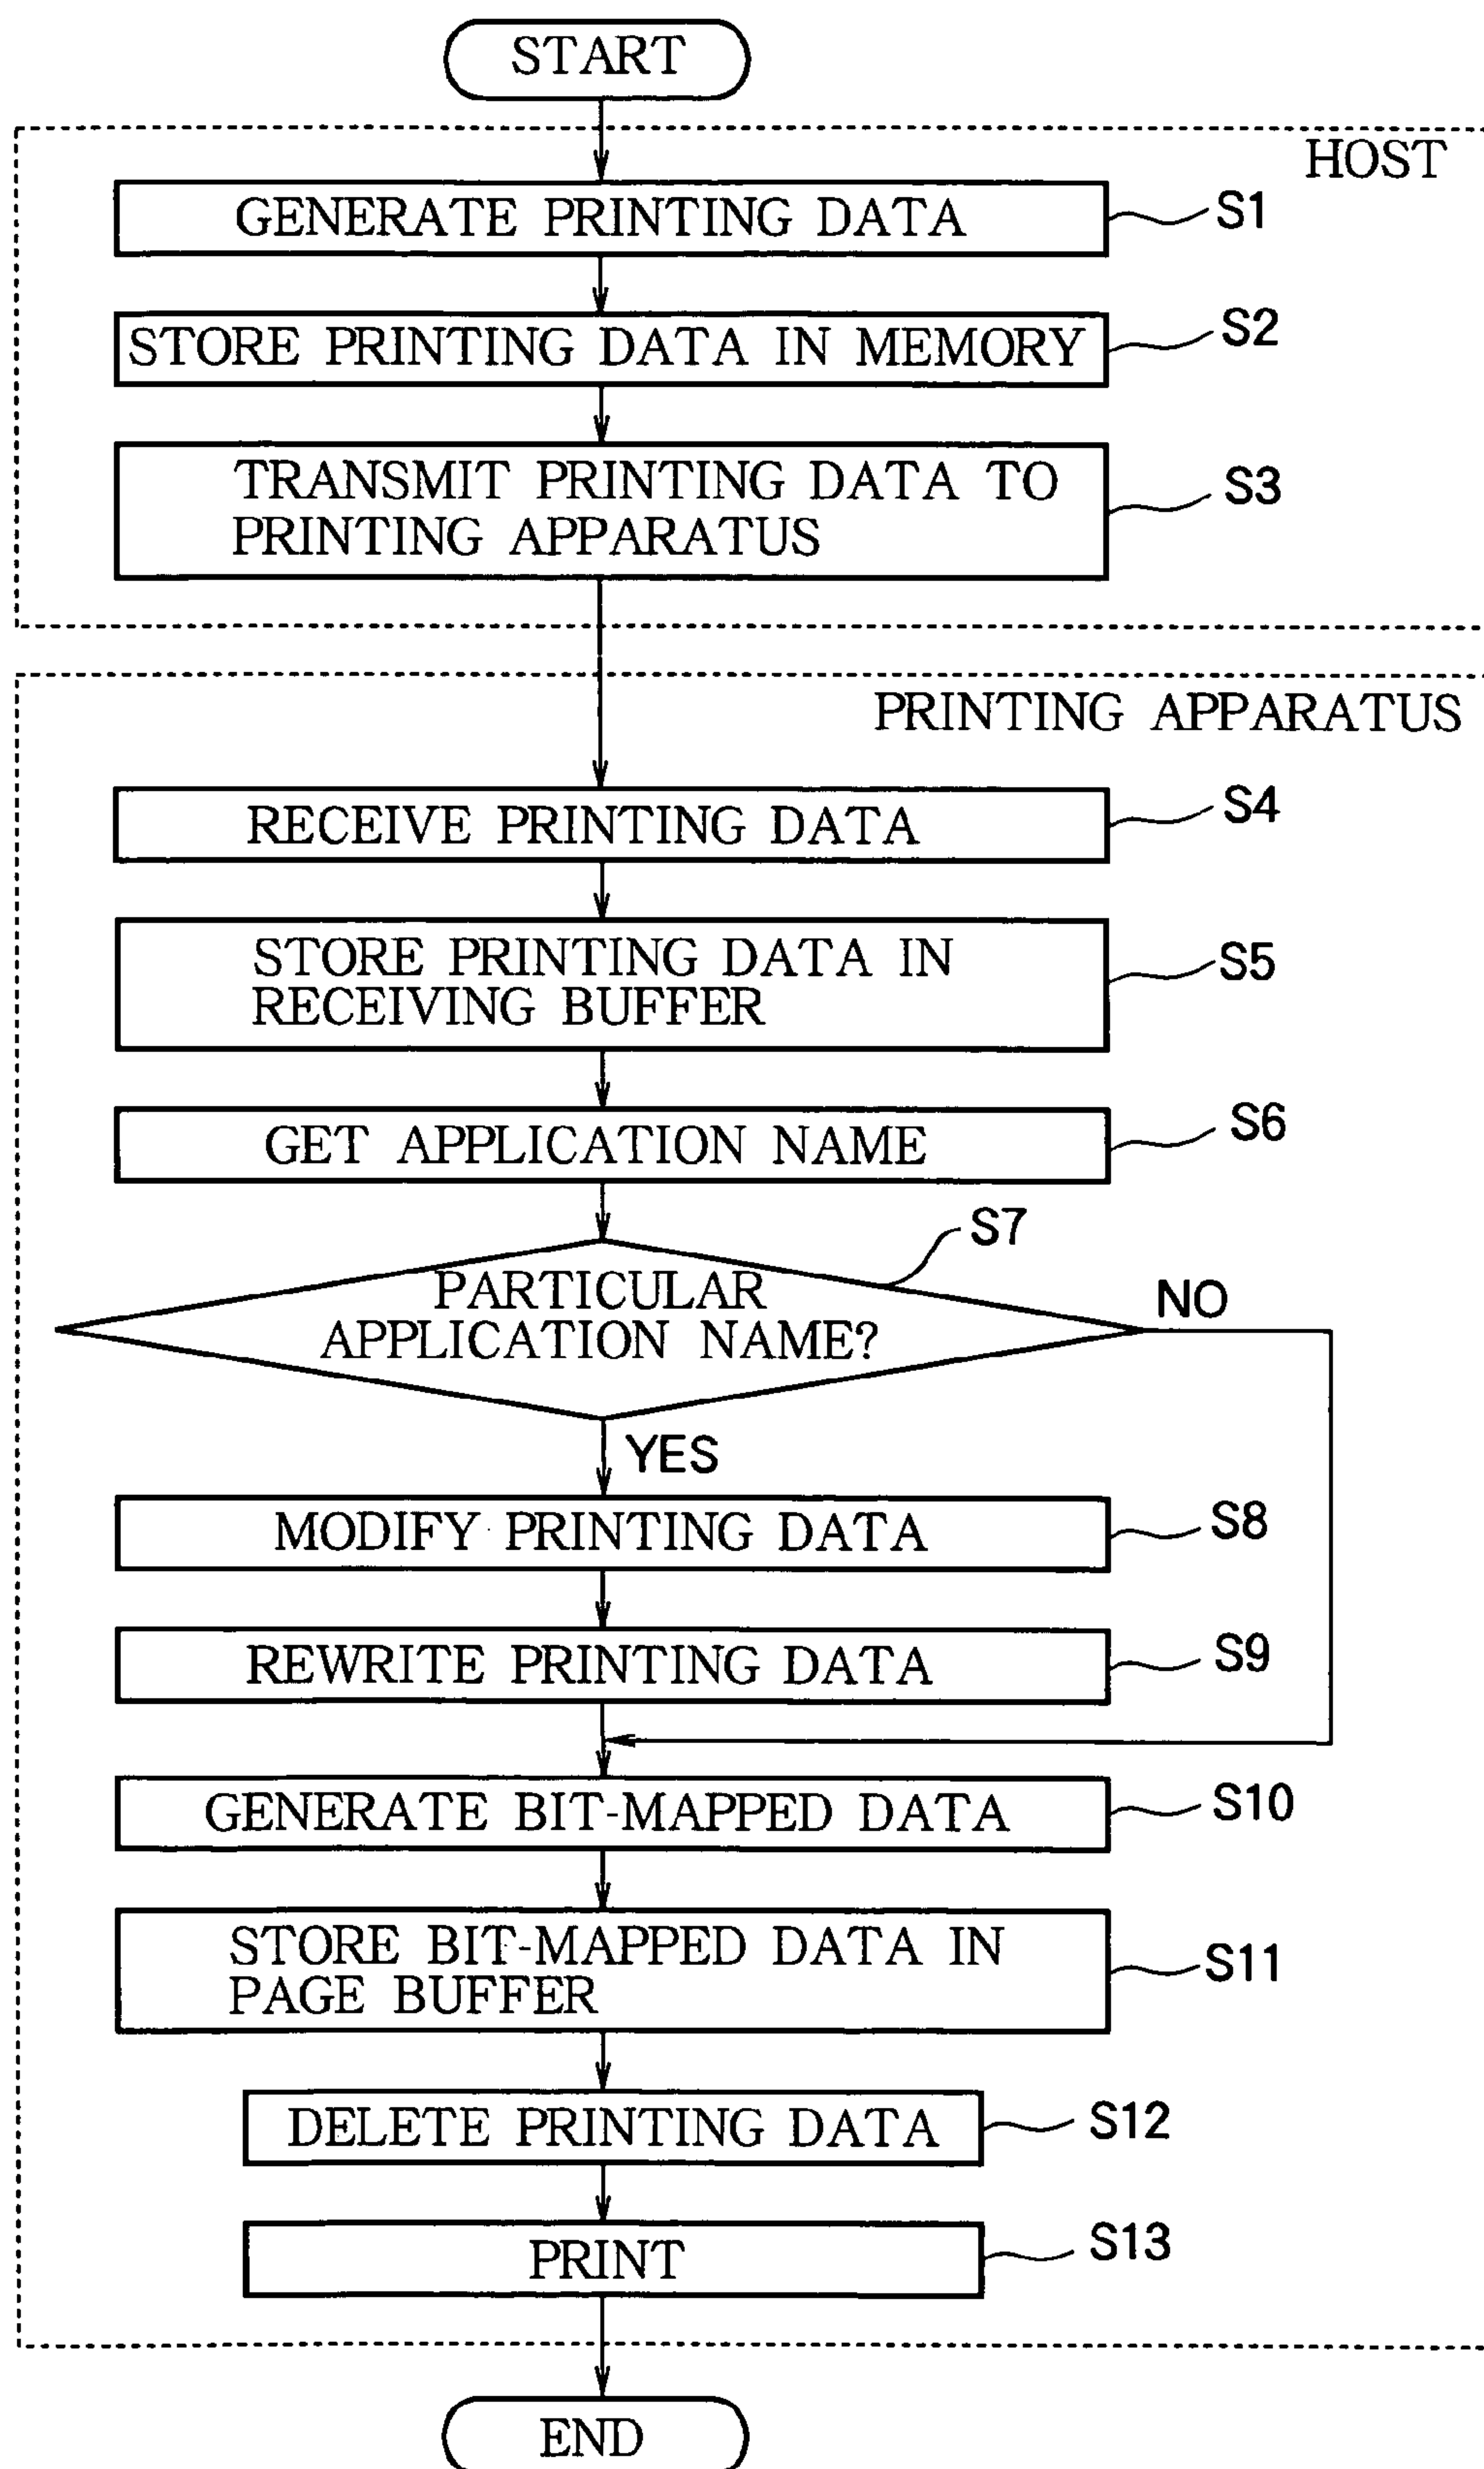 START
HOST
GENERATE PRINTING DATA
S1
STORE PRINTING DATA IN MEMORY
S2
TRANSMIT PRINTING DATA TO
PRINTING APPARATUS
S3
PRINTING APPARATUS
RECEIVE PRINTING DATA
S4
STORE PRINTING DATA IN
RECEIVING BUFFER
S5
GET APPLICATION NAME
S6
S7
PARTICULAR
APPLICATION NAME?
NO
YES
MODIFY PRINTING DATA
S8
REWRITE PRINTING DATA
S9
GENERATE BIT-MAPPED DATA
S10
STORE BIT-MAPPED DATA IN
PAGE BUFFER
S11
DELETE PRINTING DATA
S12
PRINT
S13
END